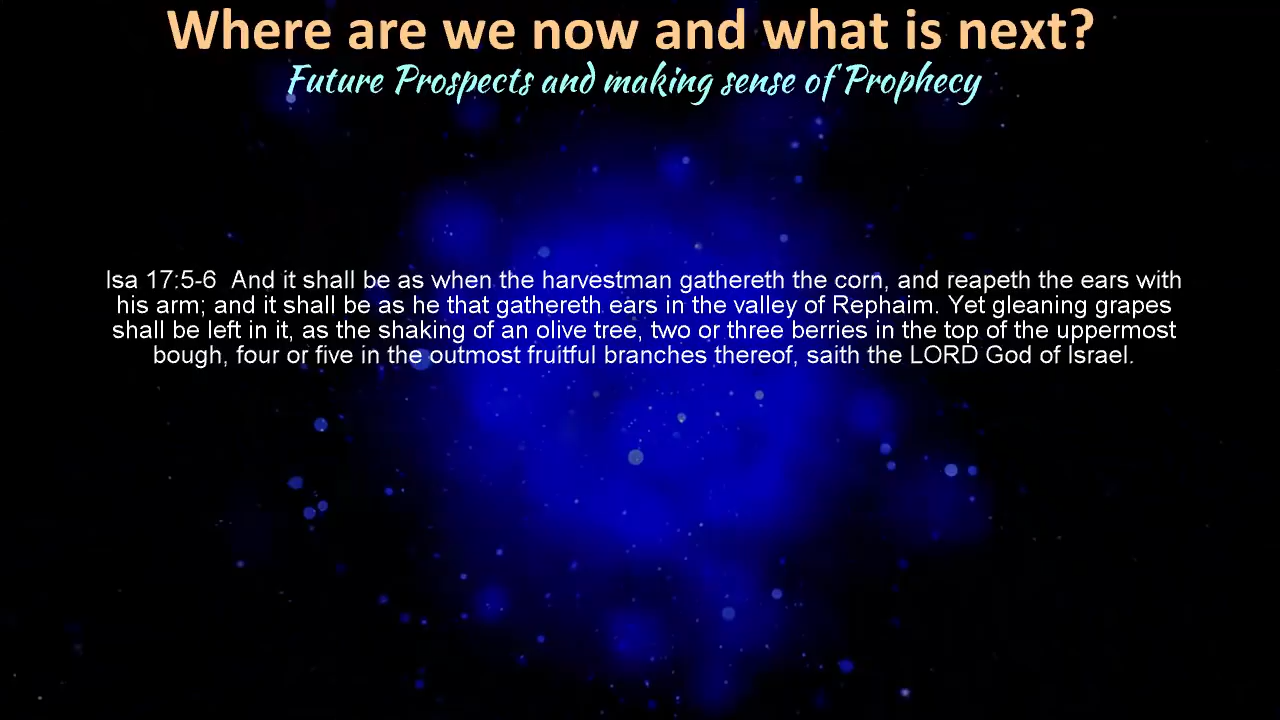 Where are we now and what is next?
Future Prospects and making sense of Prophecy
Isa 17:5-6  And it shall be as when the harvestman gathereth the corn, and reapeth the ears with
his arm; and it shall be as he that gathereth ears in the valley of Rephaim. Yet gleaning grapes
shall be left in it, as the shaking of an olive tree, two or three berries in the top of the uppermost
bough, four or five in the outmost fruitful branches thereof, saith the LORD God of Israel.